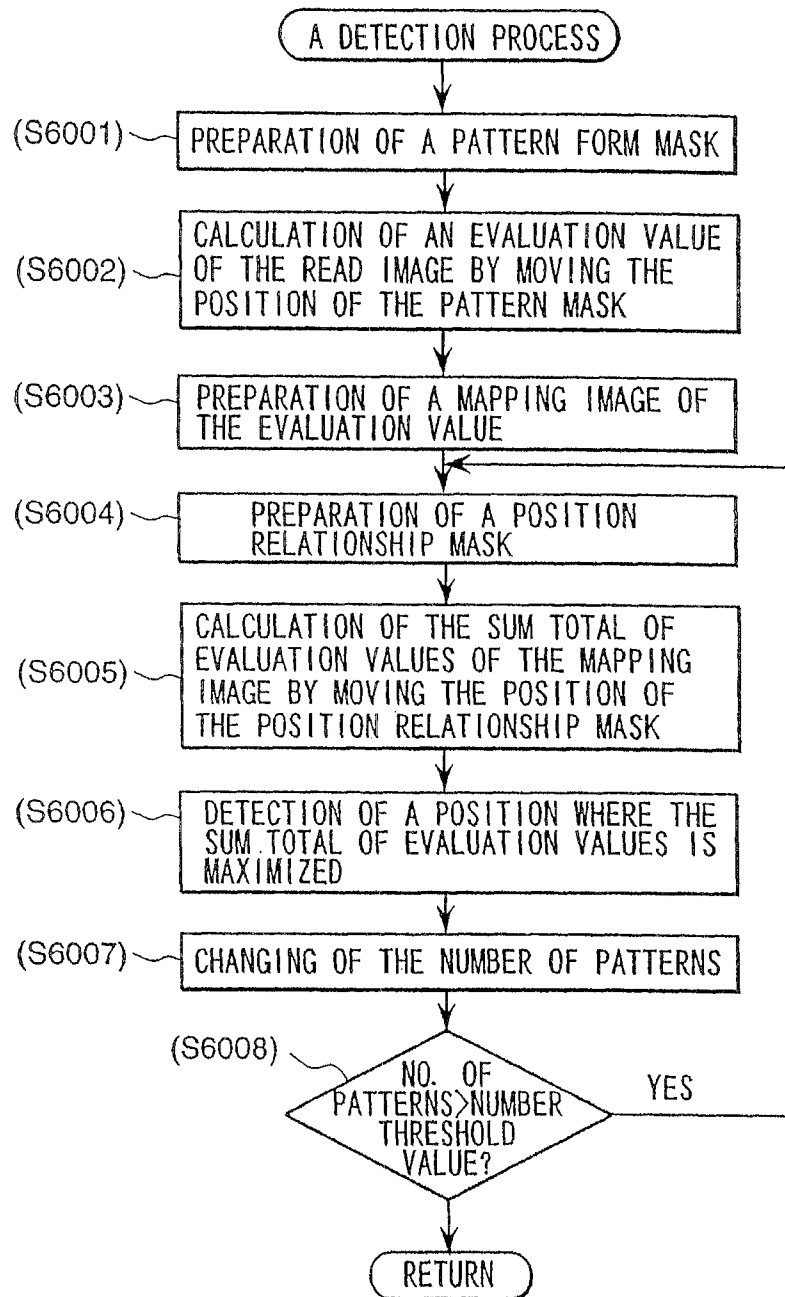 A DETECTION PROCESS
(S6001)
PREPARATION OF A PATTERN FORM MASK
(S6002)
CALCULATION OF AN EVALUATION VALUE
OF THE READ IMAGE BY MOVING THE
POSITION OF THE PATTERN MASK
(S6003)
PREPARATION OF A MAPPING IMAGE OF
THE EVALUATION VALUE
(S6004)
PREPARATION OF A POSITION
RELATIONSHIP MASK
(S6005)
CALCULATION OF THE SUM TOTAL OF
EVALUATION VALUES OF THE MAPPING
IMAGE BY MOVING THE POSITION OF
THE POSITION RELATIONSHIP MASK
(S6006)
DETECTION OF A POSITION WHERE THE
SUM TOTAL OF EVALUATION VALUES IS
MAXIMIZED
(S6007)
CHANGING OF THE NUMBER OF PATTERNS
(S6008)
NO. OF
PATTERNS>NUMBER
THRESHOLD
VALUE?
YES
RETURN